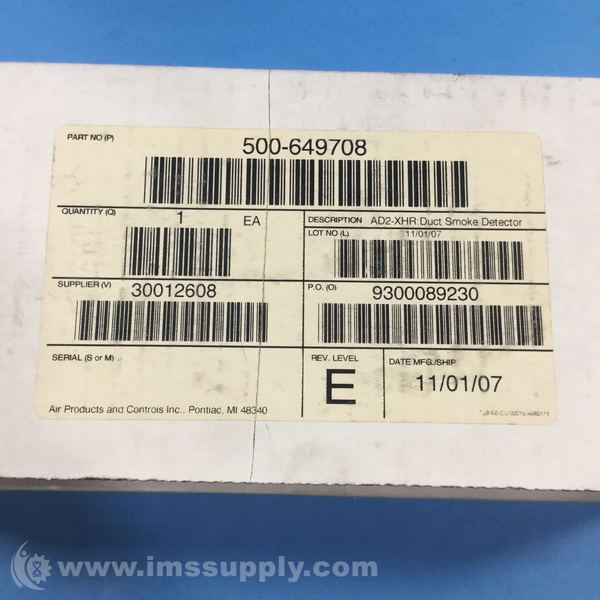 PART NO (P)
500-649708
QUANTITY (Q)
1 EA
DESCRIPTION AD2-XHR:Duct Smoke Detector
LOT NO (L) 11/01/07
SUPPLIER (V)
30012608
P.O. (O)
9300089230
SERIAL (S or M)
REV. LEVEL
E
DATE MFG./SHIP
11/01/07
Air Products and Controls Inc., Pontiac, MI 48340
www.imssupply.com